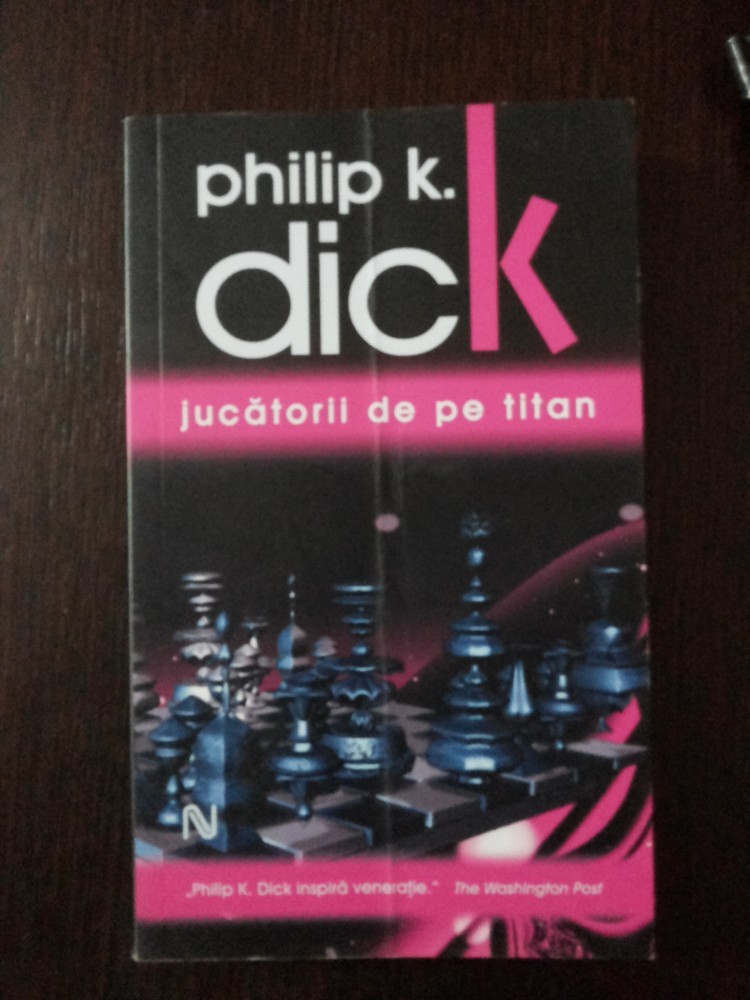 philip k.
dick
jucătorii de pe titan
N
„Philip K. Dick inspiră venerație.“ The Washington Post